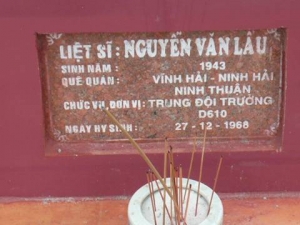 LIỆT SĨ : NGUYỄN VĂN LÂU
SINH NĂM : 1943
QUÊ QUÁN : VĨNH HẢI - NINH HẢI
NINH THUẬN
CHỨC VỤ, ĐƠN VỊ : TRUNG ĐỘI TRƯỞNG
D610
NGÀY HY SINH : 27 - 12 - 1968